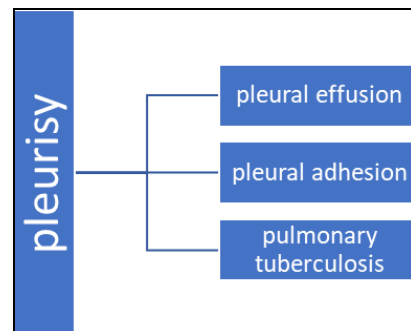 pleurisy
pleural effusion
pleural adhesion
pulmonary
tuberculosis